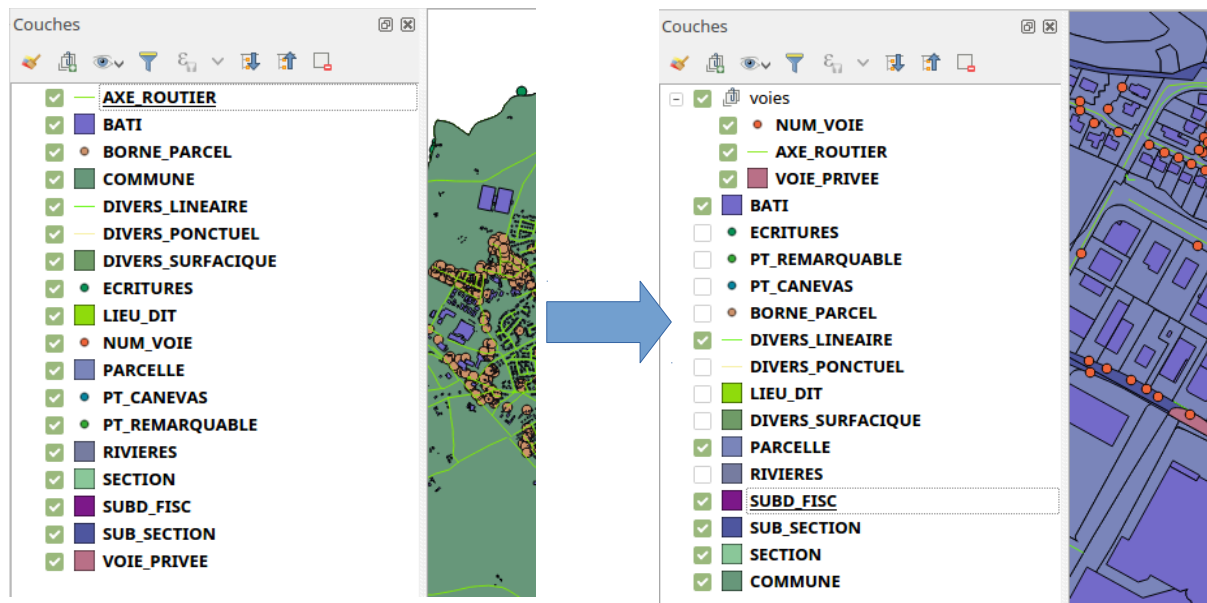 Couches
AXE_ROUTIER
BATI
BORNE_PARCEL
COMMUNE
DIVERS_LINEAIRE
DIVERS_PONCTUEL
DIVERS_SURFACIQUE
ECRITURES
LIEU_DIT
NUM_VOIE
PARCELLE
PT_CANEVAS
PT_REMARQUABLE
RIVIERES
SECTION
SUBD_FISC
SUB_SECTION
VOIE_PRIVEE
Couches
voies
NUM_VOIE
AXE_ROUTIER
VOIE_PRIVEE
BATI
ECRITURES
PT_REMARQUABLE
PT_CANEVAS
BORNE_PARCEL
DIVERS_LINEAIRE
DIVERS_PONCTUEL
LIEU_DIT
DIVERS_SURFACIQUE
PARCELLE
RIVIERES
SUBD_FISC
SUB_SECTION
SECTION
COMMUNE